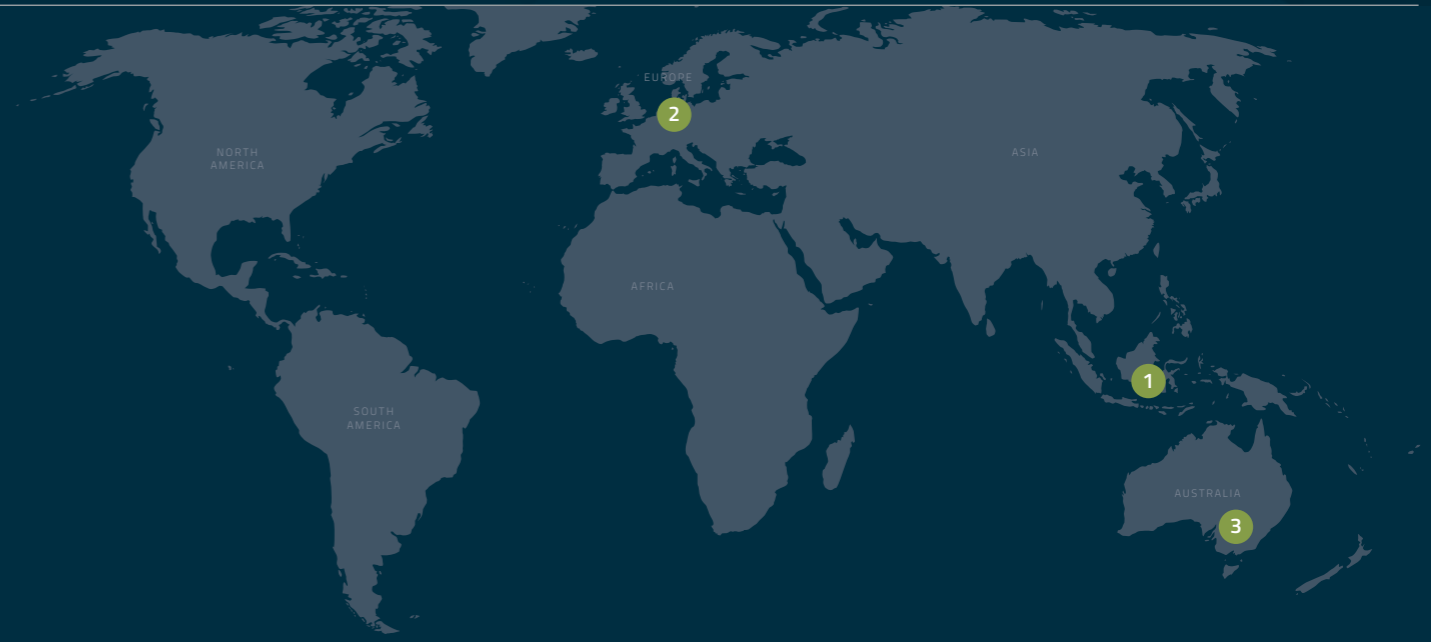 EUROPE
2
NORTH
AMERICA
ASIA
AFRICA
1
SOUTH
AMERICA
AUSTRALIA
3